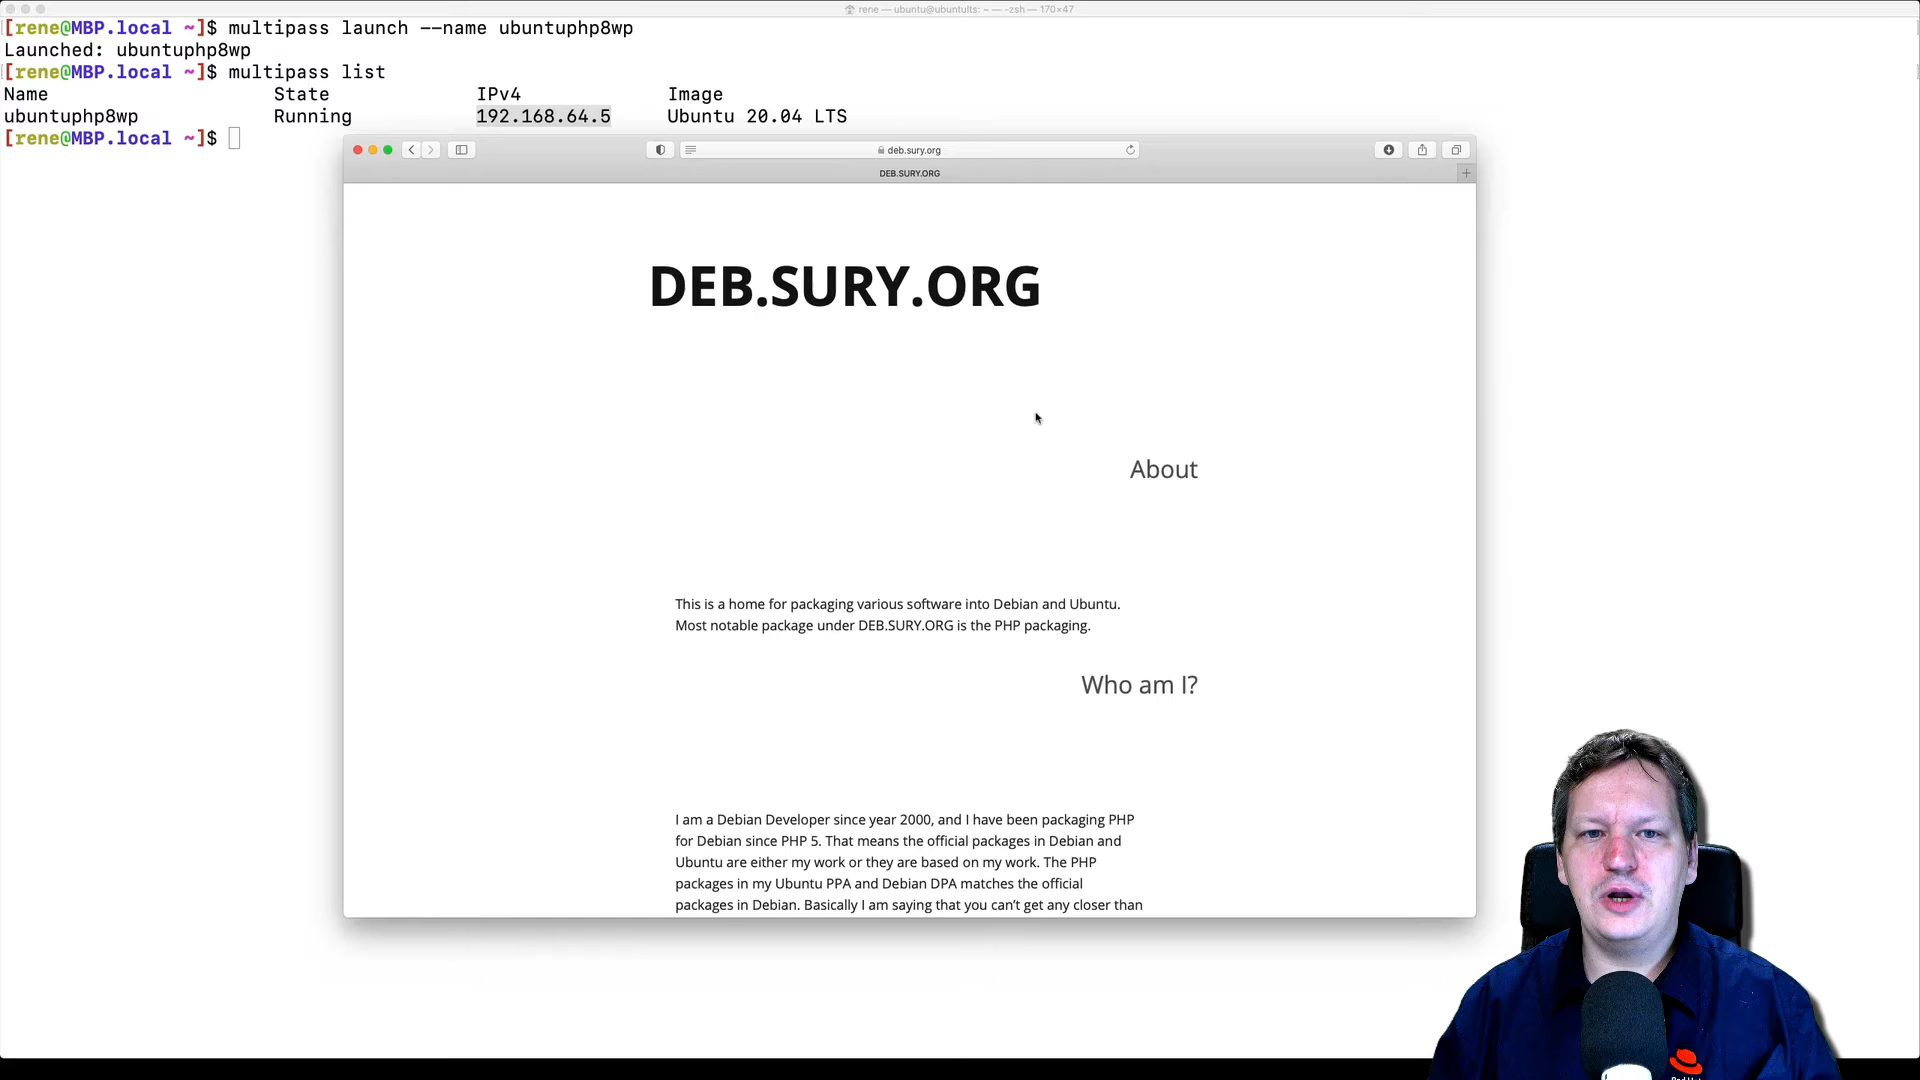 rene — ubuntu@ubuntults: ~ — -zsh — 170×47
[rene@MBP.local ~]$ multipass launch --name ubuntuphp8wp
Launched: ubuntuphp8wp
[rene@MBP.local ~]$ multipass list
Name State IPv4 Image
ubuntuphp8wp Running 192.168.64.5 Ubuntu 20.04 LTS
[rene@MBP.local ~]$
deb.sury.org
DEB.SURY.ORG
DEB.SURY.ORG
About
This is a home for packaging various software into Debian and Ubuntu.
Most notable package under DEB.SURY.ORG is the PHP packaging.
Who am I?
I am a Debian Developer since year 2000, and I have been packaging PHP
for Debian since PHP 5. That means the official packages in Debian and
Ubuntu are either my work or they are based on my work. The PHP
packages in my Ubuntu PPA and Debian DPA matches the official
packages in Debian. Basically I am saying that you can't get any closer than